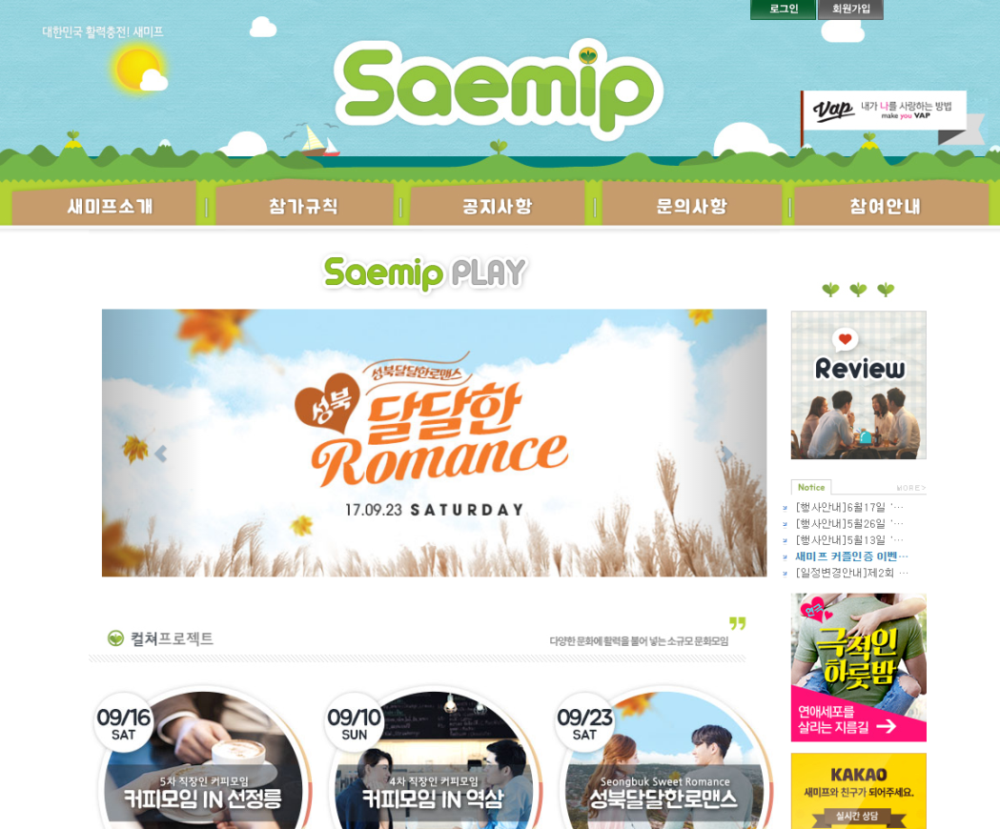 로그인
회원가입
대한민국 활력충전! 새미프
Saemip
Vap 내가 나를 사랑하는 방법
make you VAP
새미프소개
참가규칙
공지사항
문의사항
참여안내
Saemip PLAY
성북달달한로맨스
성북
달달한
Romance
17.09.23 SATURDAY
Review
Notice
MORE>
[행사안내]6월17일 '…
[행사안내]5월26일 '…
[행사안내]5월13일 '…
새미프 커플인증 이벤…
[일정변경안내]제2회 …
연극
극적인
하룻밤
연애세포를
살리는 지름길
컬쳐프로젝트
다양한 문화에 활력을 불어 넣는 소규모 문화모임
09/16
SAT
5차 직장인 커피모임
커피모임 IN 선정릉
09/10
SUN
4차 직장인 커피모임
커피모임 IN 역삼
09/23
SAT
Seongbuk Sweet Romance
성북달달한로맨스
KAKAO
새미프와 친구가 되어주세요.
실시간 상담